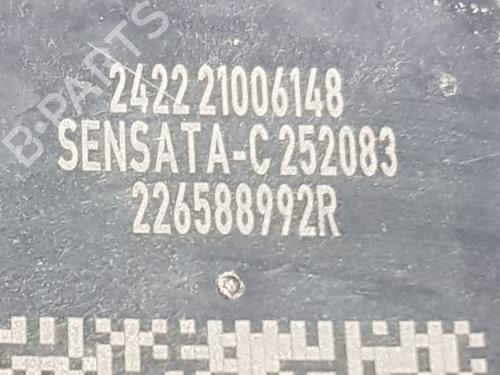 B-PARTS
2422 21006148
SENSATA-C 252083
226588992R